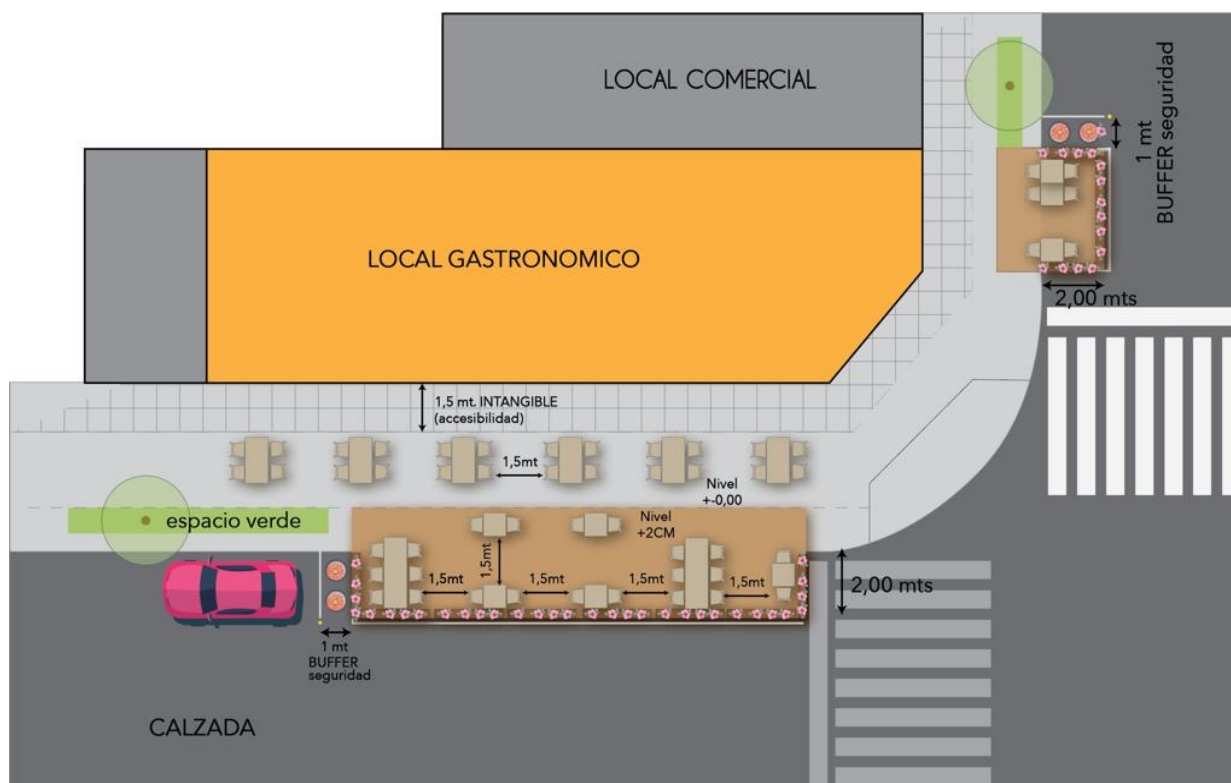 LOCAL COMERCIAL
1 mt
BUFFER seguridad
LOCAL GASTRONOMICO
2,00 mts
1,5 mt. INTANGIBLE
(accesibilidad)
1,5mt
Nivel
+-0,00
espacio verde
Nivel
+2CM
1,5mt
1,5mt
1,5mt
1,5mt
1,5mt
2,00 mts
1 mt
BUFFER
seguridad
CALZADA